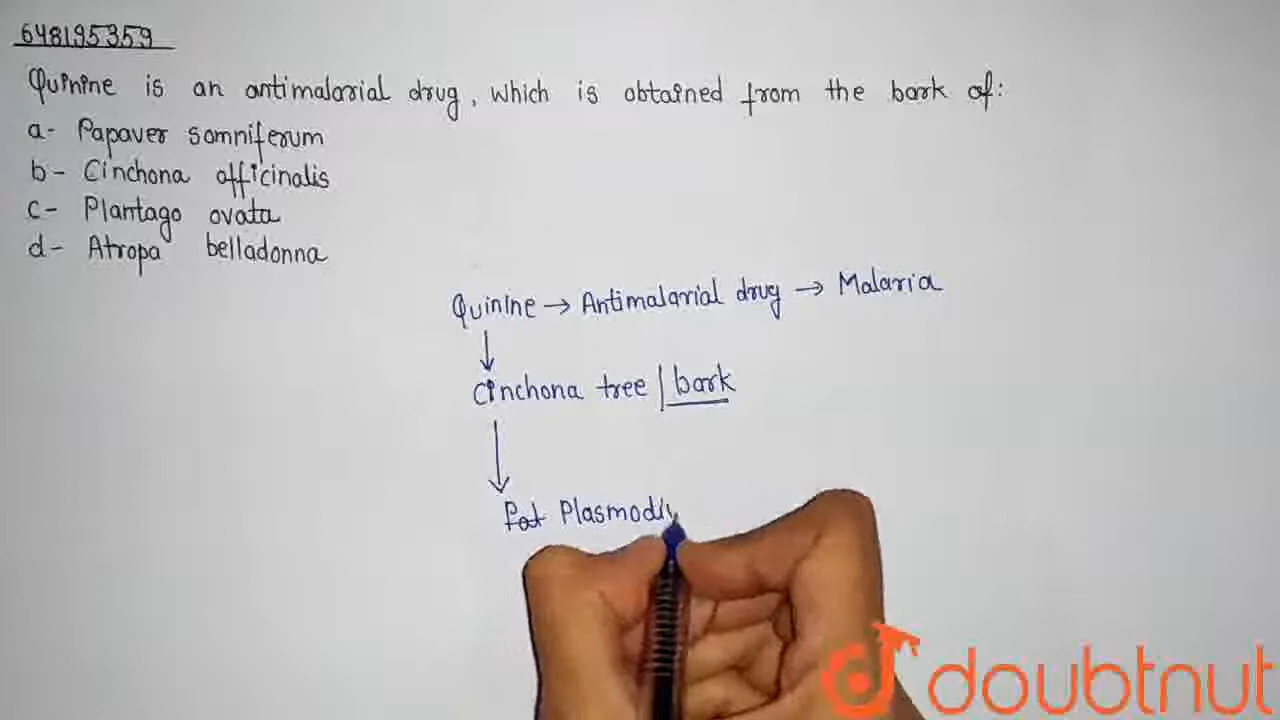 648195359
Quinine is an antimalarial drug, which is obtained from the bark of:
a- Papaver somniferum
b- Cinchona officinalis
c- Plantago ovata
d- Atropa belladonna
Quinine → Antimalarial drug → Malaria
↓
Cinchona tree | bark
↓
Pat Plasmodi
doubtnut